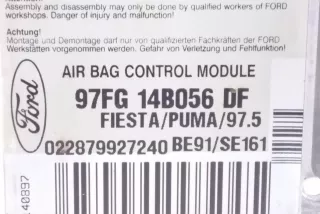 Assembly and disassembly may only be done by qualified workers of FORD
workshops. Danger of injury and malfunction!
Achtung!
Montage und Demontage darf nur von qualifizierten Fachkräften der FORD
Werkstätten vorgenommen werden. Gefahr von Verletzung und Fehlfunktion!
AIR BAG CONTROL MODULE
Ford
97FG 14B056 DF
FIESTA/PUMA/97.5
022879927240 BE91/SE161